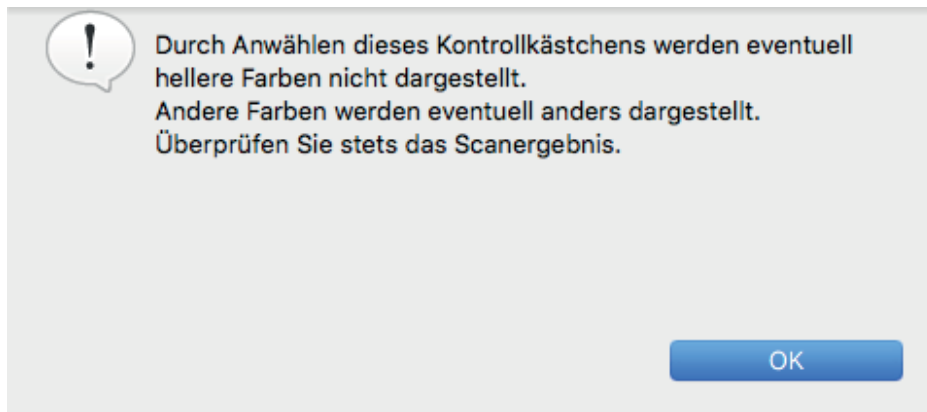 Durch Anwählen dieses Kontrollkästchens werden eventuell
hellere Farben nicht dargestellt.
Andere Farben werden eventuell anders dargestellt.
Überprüfen Sie stets das Scanergebnis.
OK